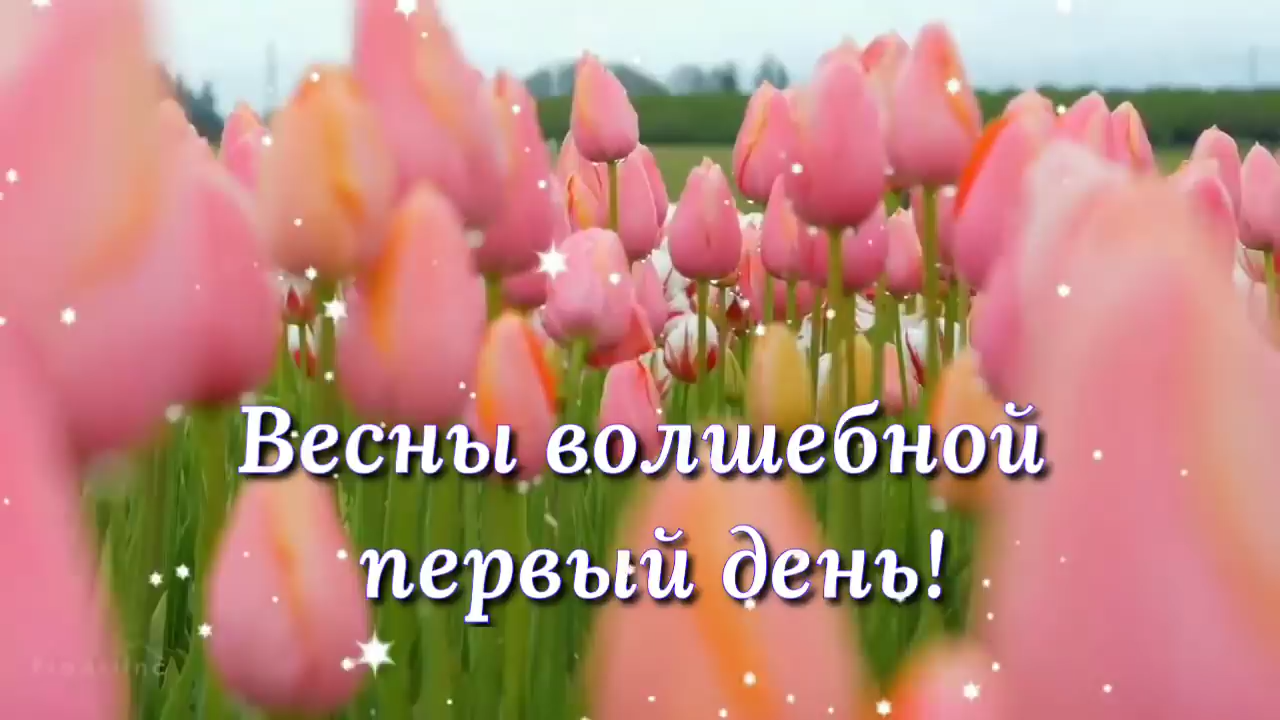 Весны волшебной
первый день!